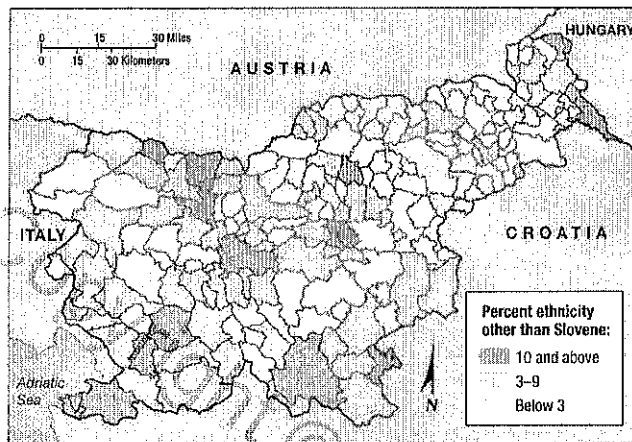 0 15 30 Miles
0 15 30 Kilometers
AUSTRIA
HUNGARY
ITALY
CROATIA
Adriatic
Sea
N
Percent ethnicity
other than Slovene:
10 and above
3–9
Below 3